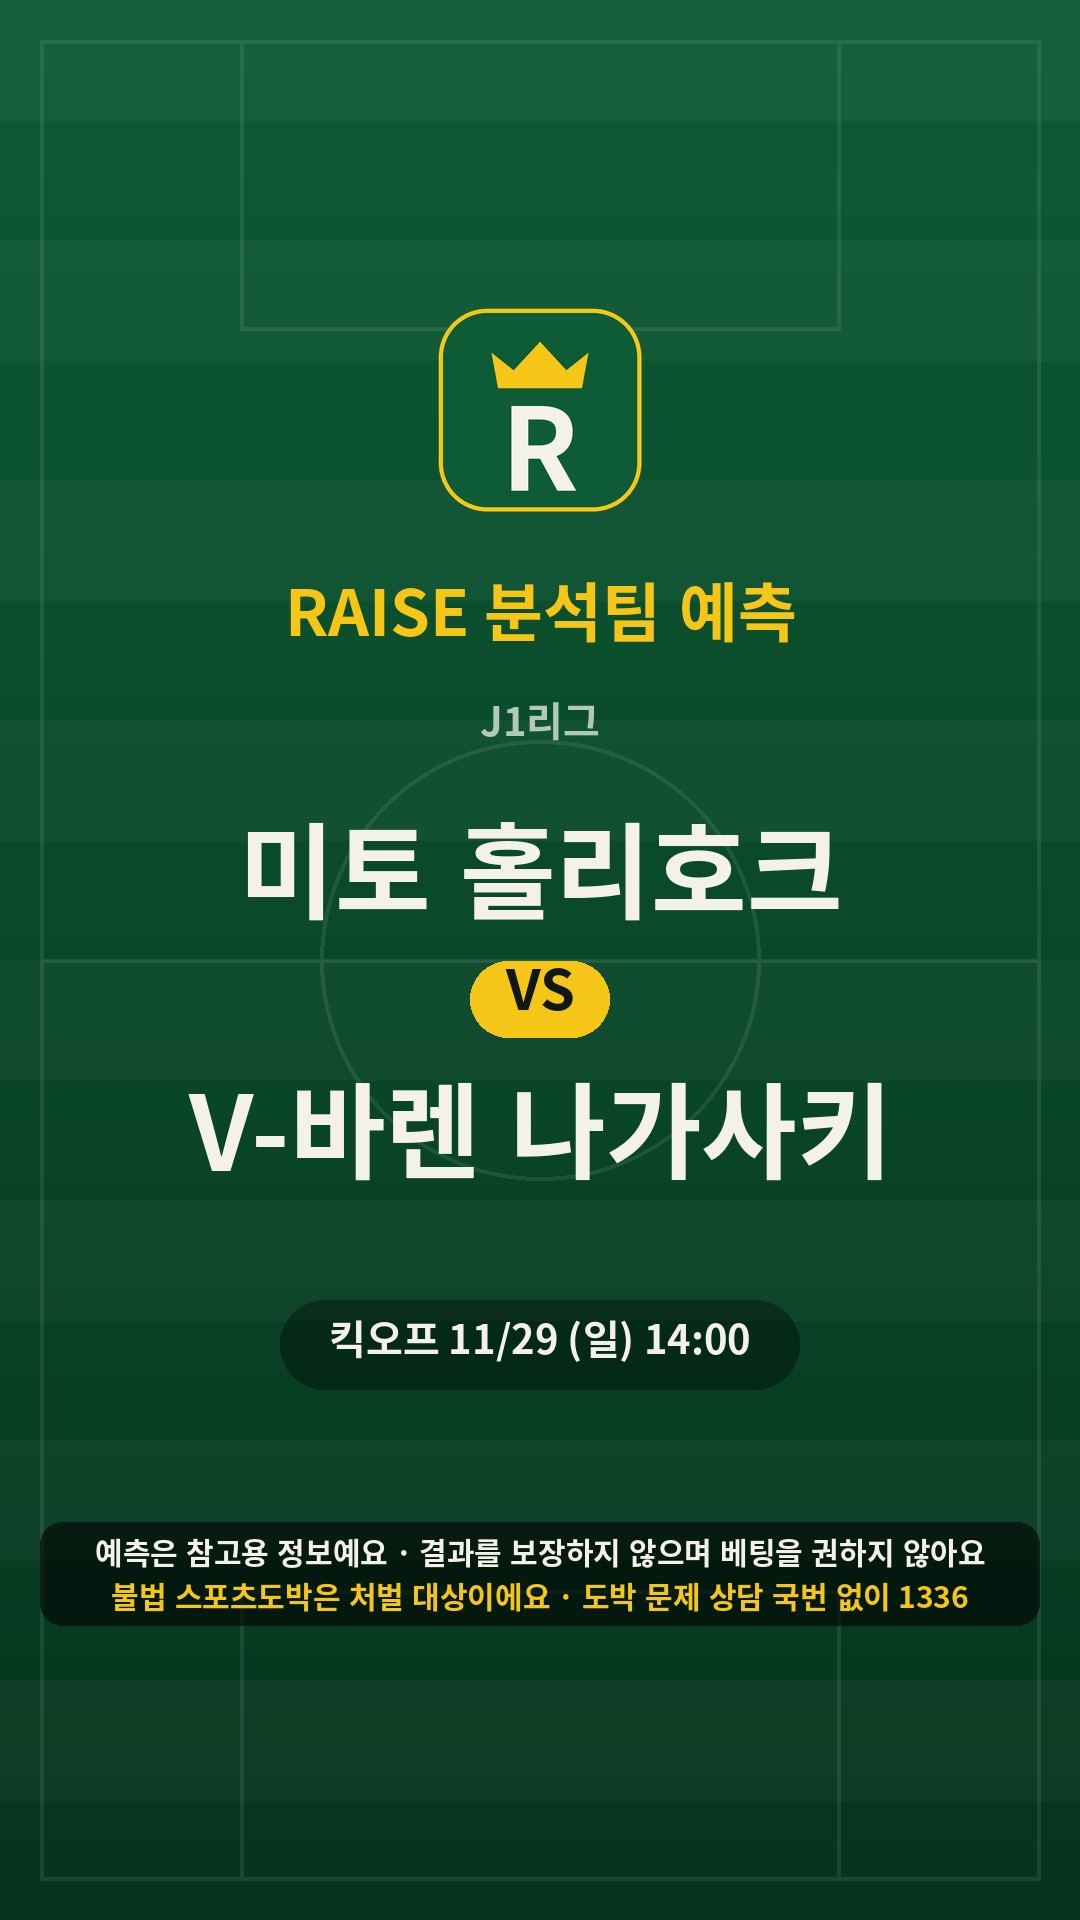 R
RAISE 분석팀 예측
J1리그
미토 홀리호크
VS
V-바렌 나가사키
킥오프 11/29 (일) 14:00
예측은 참고용 정보예요 · 결과를 보장하지 않으며 베팅을 권하지 않아요
불법 스포츠도박은 처벌 대상이에요 · 도박 문제 상담 국번 없이 1336